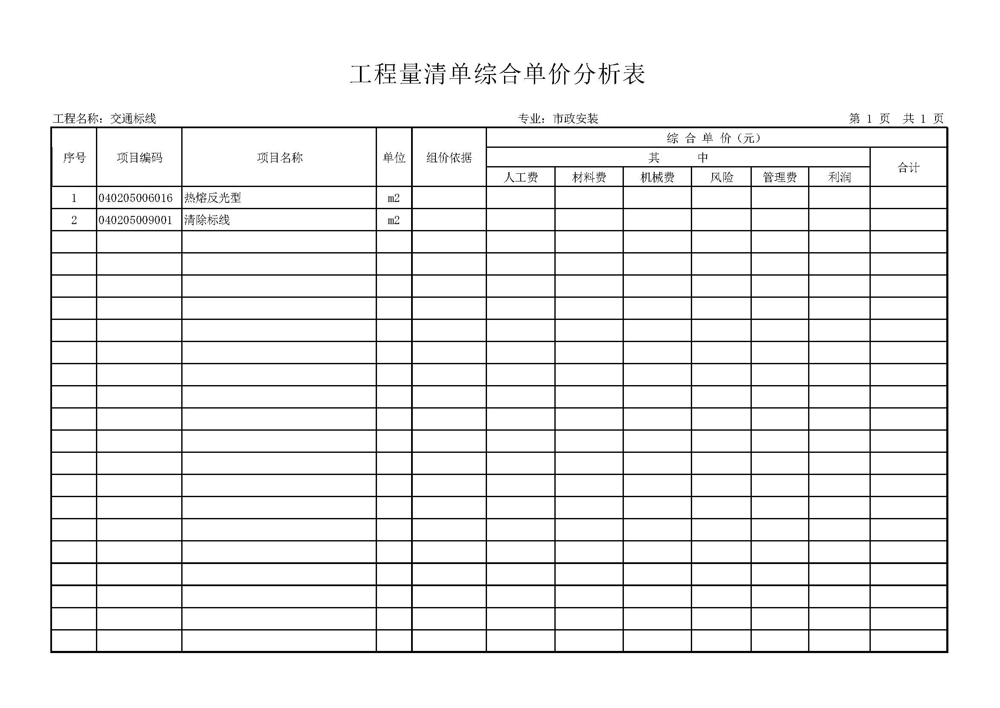 工程量清单综合单价分析表
工程名称：交通标线 专业：市政安装 第 1 页 共 1 页
序号 项目编码 项目名称 单位 组价依据 综 合 单 价（元）
其 中 合计
人工费 材料费 机械费 风险 管理费 利润
1 040205006016 热熔反光型 m2
2 040205009001 清除标线 m2